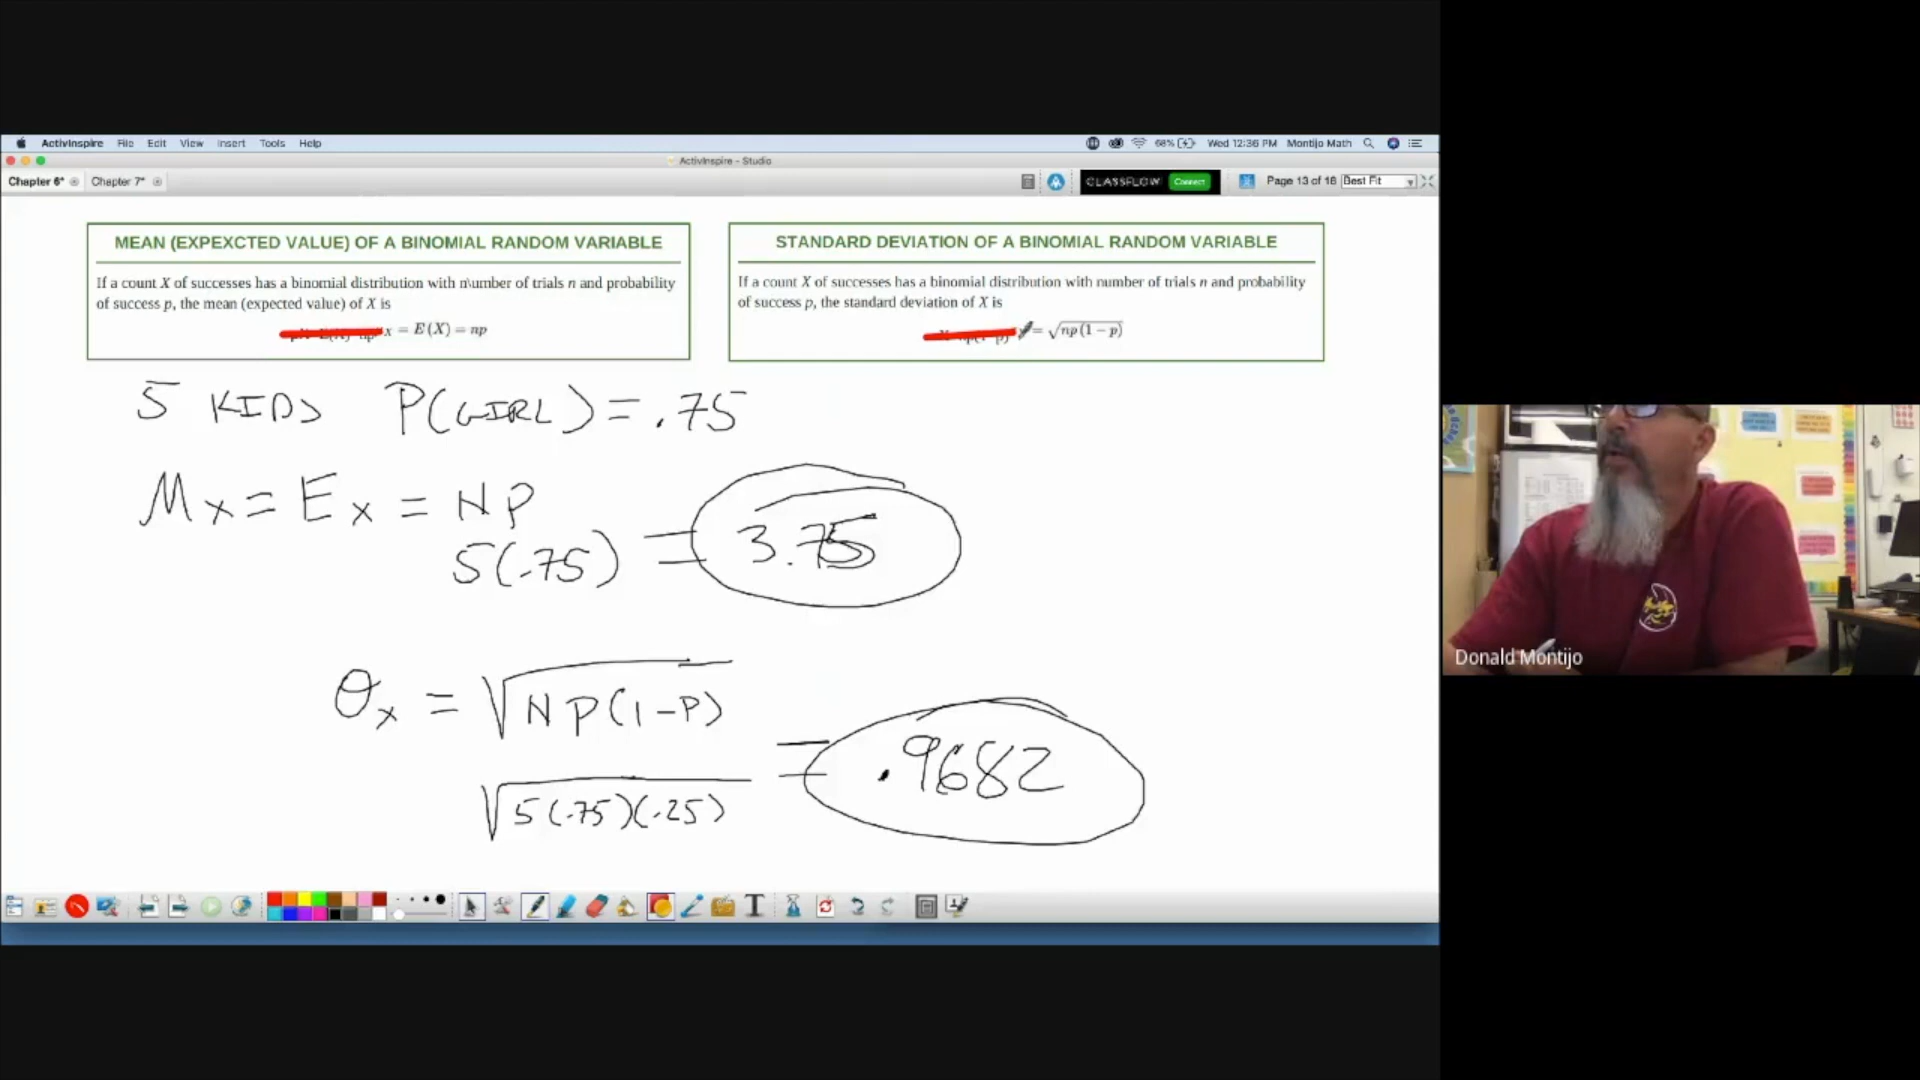 ActivInspire File Edit View Insert Tools Help 68% Wed 12:36 PM Montijo Math
ActivInspire - Studio
Chapter 6* Chapter 7* CLASSFLOW Connect Page 13 of 18 Best Fit
MEAN (EXPEXCTED VALUE) OF A BINOMIAL RANDOM VARIABLE
If a count X of successes has a binomial distribution with n\umber of trials n and probability
of success p, the mean (expected value) of X is
X = E (X) = np
STANDARD DEVIATION OF A BINOMIAL RANDOM VARIABLE
If a count X of successes has a binomial distribution with number of trials n and probability
of success p, the standard deviation of X is
= √np (1 − p)
5 KIDS P(GIRL) = .75
Mx = Ex = NP
5(.75) = 3.75
σx = √NP(1-P)
√5(.75)(.25) = .9682
Donald Montijo